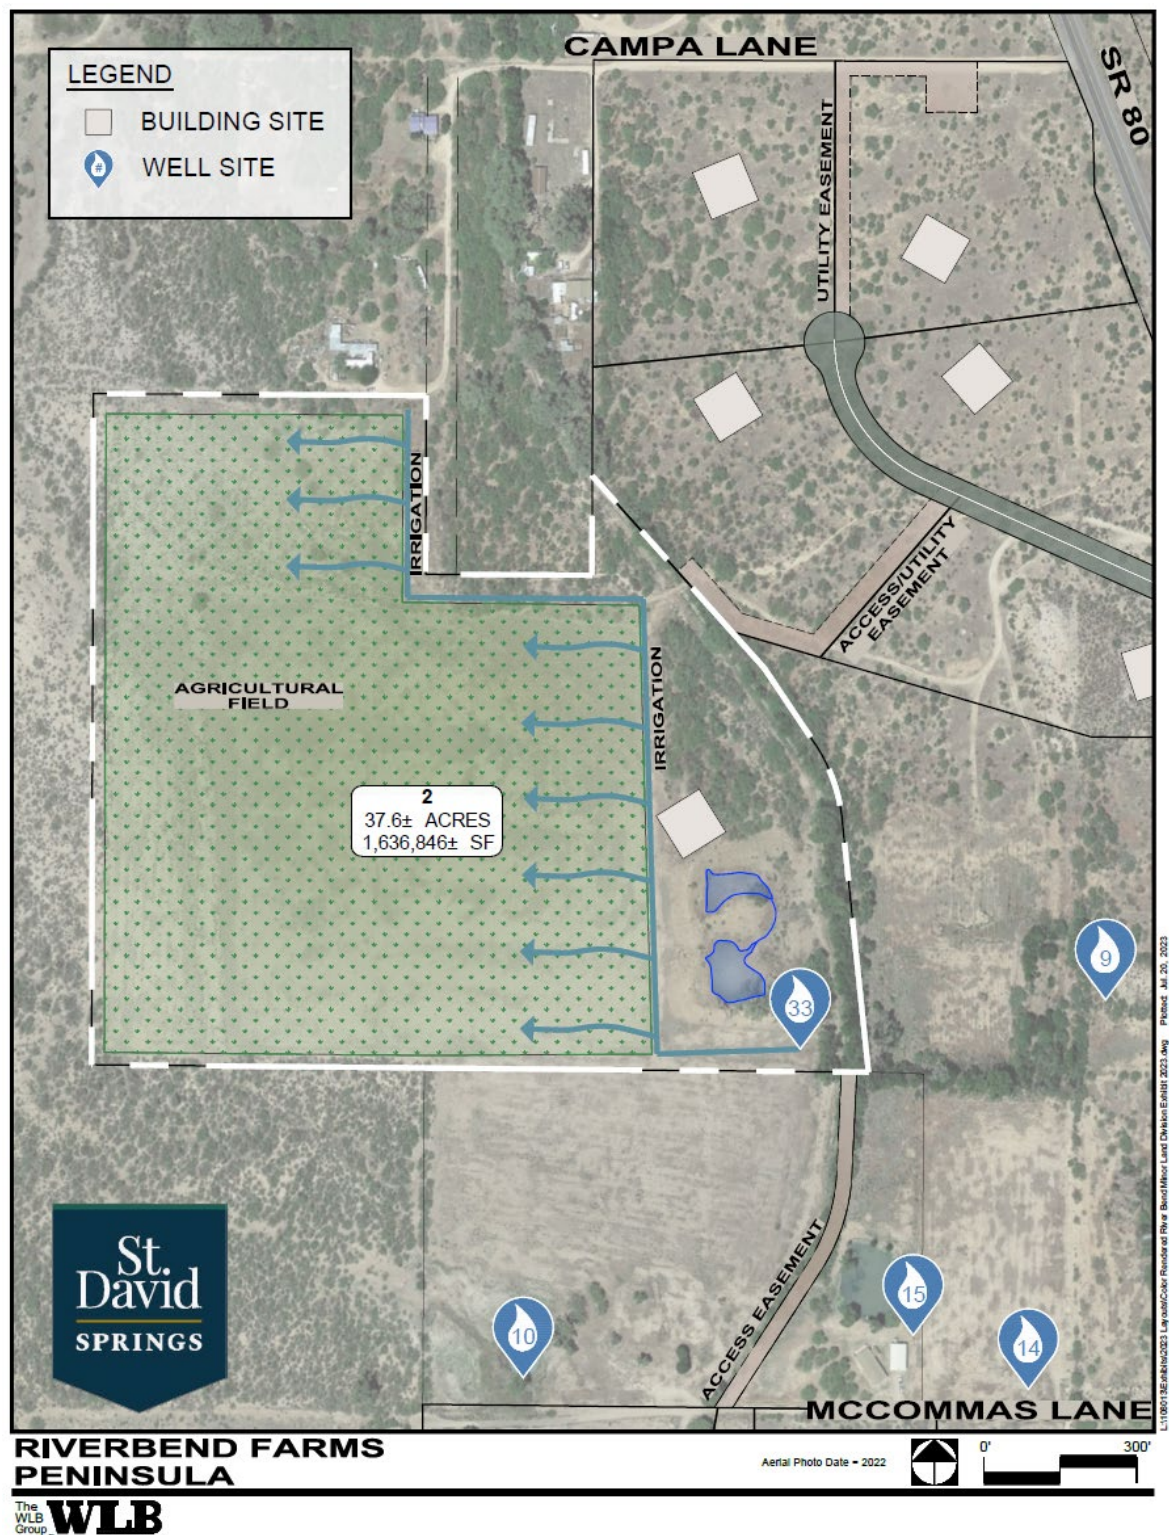 CAMPA LANE
SR 80
LEGEND
BUILDING SITE
#
WELL SITE
UTILITY EASEMENT
IRRIGATION
ACCESS/UTILITY
EASEMENT
IRRIGATION
AGRICULTURAL
FIELD
2
37.6± ACRES
1,636,846± SF
9
33
St.
David
SPRINGS
ACCESS EASEMENT
10
15
14
MCCOMMAS LANE
RIVERBEND FARMS
PENINSULA
Aerial Photo Date = 2022
0'
300'
The
WLB
Group
WLB
Plotted: Jul. 20, 2023